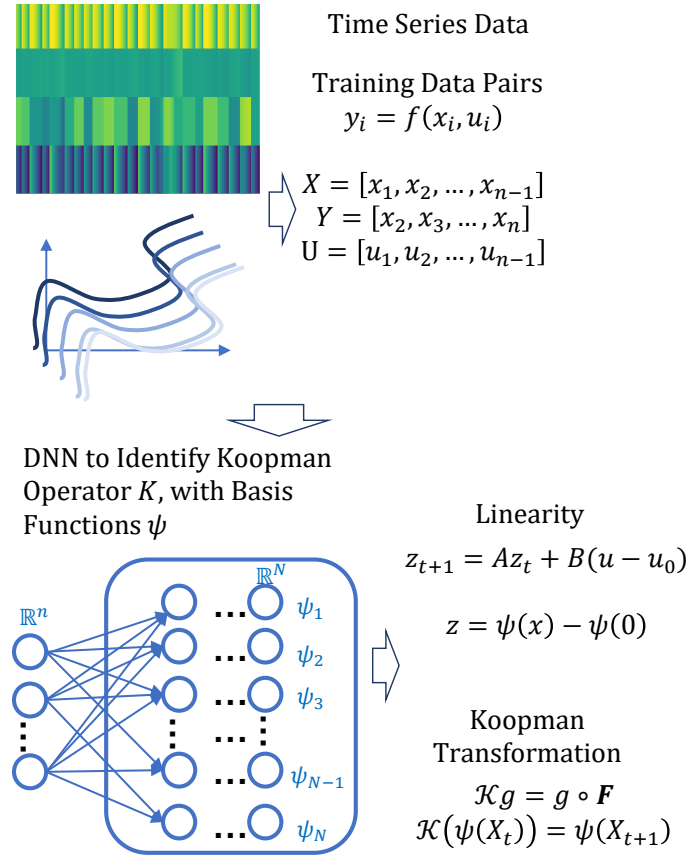 Time Series Data
Training Data Pairs
y_i = f(x_i, u_i)
X = [x_1, x_2, …, x_{n−1}]
Y = [x_2, x_3, …, x_n]
U = [u_1, u_2, …, u_{n−1}]
DNN to Identify Koopman
Operator K, with Basis
Functions ψ
ℝ^n
ℝ^N
ψ_1
ψ_2
ψ_3
ψ_{N−1}
ψ_N
Linearity
z_{t+1} = Az_t + B(u − u_0)
z = ψ(x) − ψ(0)
Koopman
Transformation
𝒦g = g ∘ F
𝒦(ψ(X_t)) = ψ(X_{t+1})